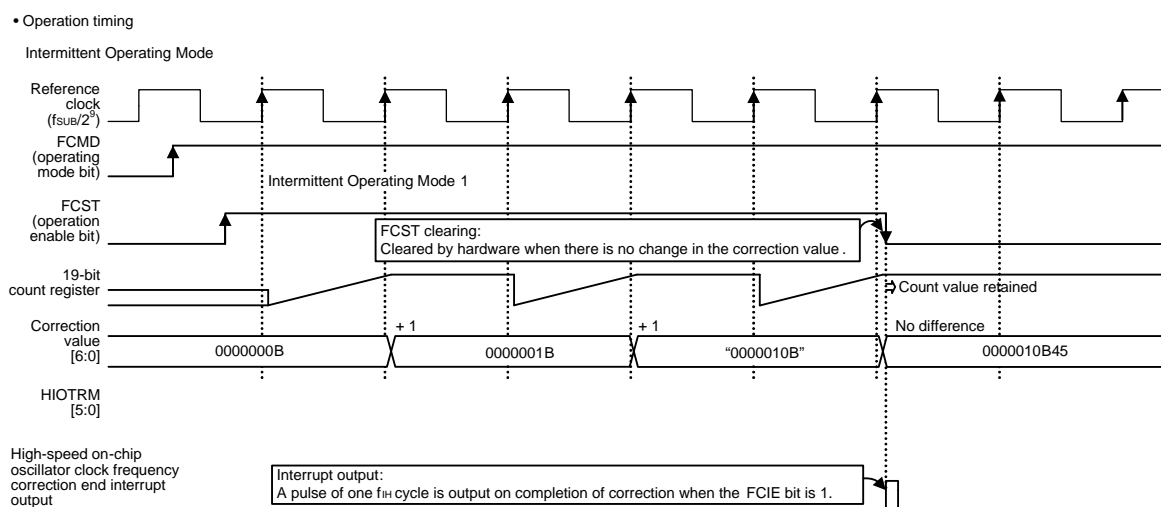 • Operation timing
Intermittent Operating Mode
Reference
clock
(fSUB/2⁹)
FCMD
(operating
mode bit)
Intermittent Operating Mode 1
FCST
(operation
enable bit)
FCST clearing:
Cleared by hardware when there is no change in the correction value .
19-bit
count register
Count value retained
Correction
value
[6:0]
+ 1
+ 1
No difference
0000000B
0000001B
“0000010B”
0000010B45
HIOTRM
[5:0]
High-speed on-chip
oscillator clock frequency
correction end interrupt
output
Interrupt output:
A pulse of one fIH cycle is output on completion of correction when the FCIE bit is 1.